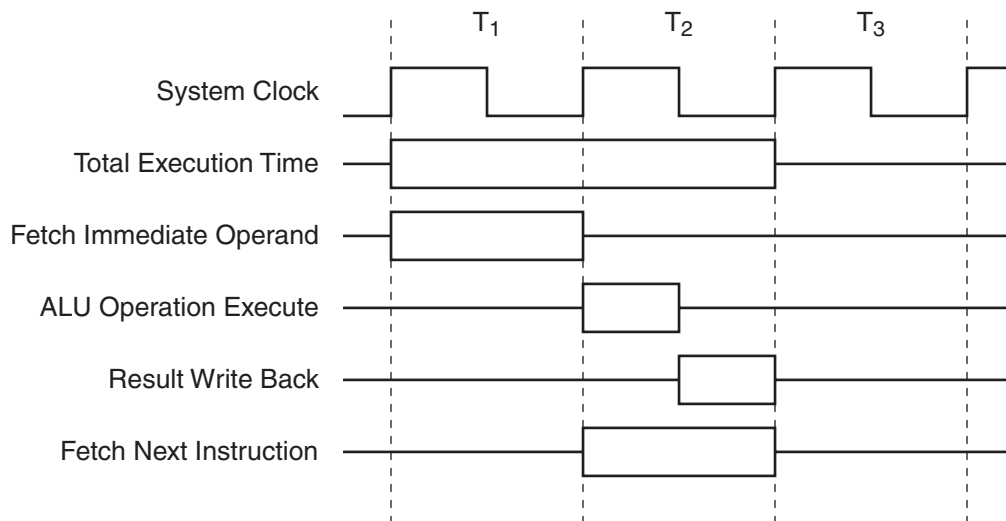 T1 T2 T3
System Clock
Total Execution Time
Fetch Immediate Operand
ALU Operation Execute
Result Write Back
Fetch Next Instruction